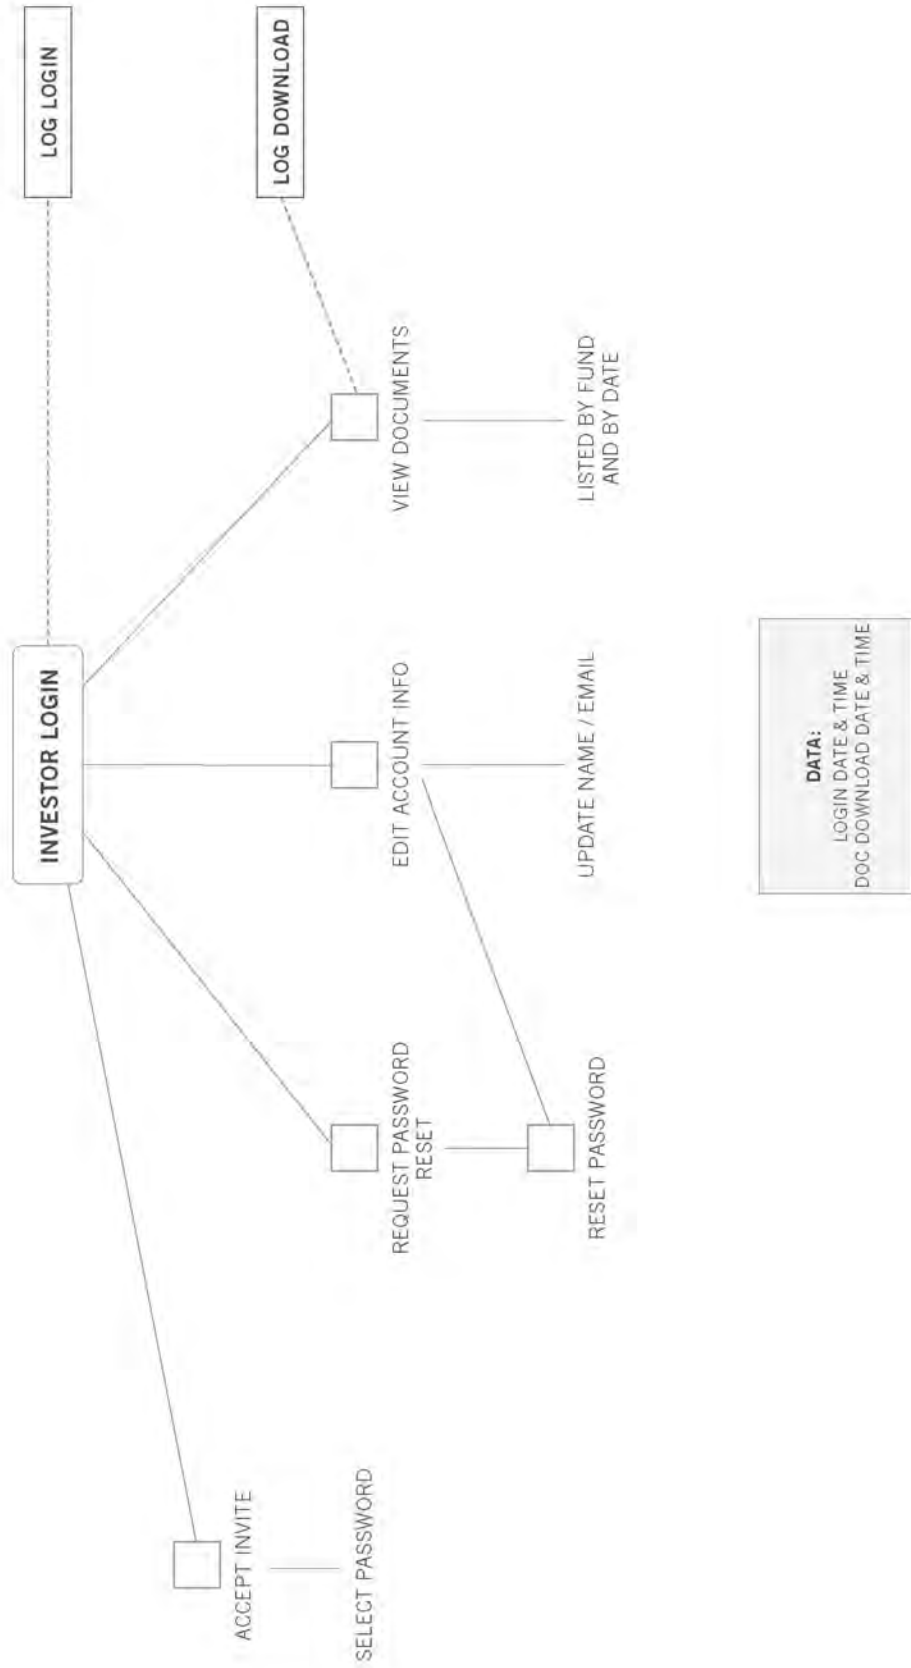 INVESTOR LOGIN
LOG LOGIN
ACCEPT INVITE
SELECT PASSWORD
REQUEST PASSWORD
RESET
EDIT ACCOUNT INFO
VIEW DOCUMENTS
LOG DOWNLOAD
RESET PASSWORD
UPDATE NAME / EMAIL
LISTED BY FUND
AND BY DATE
DATA:
LOGIN DATE & TIME
DOC DOWNLOAD DATE & TIME